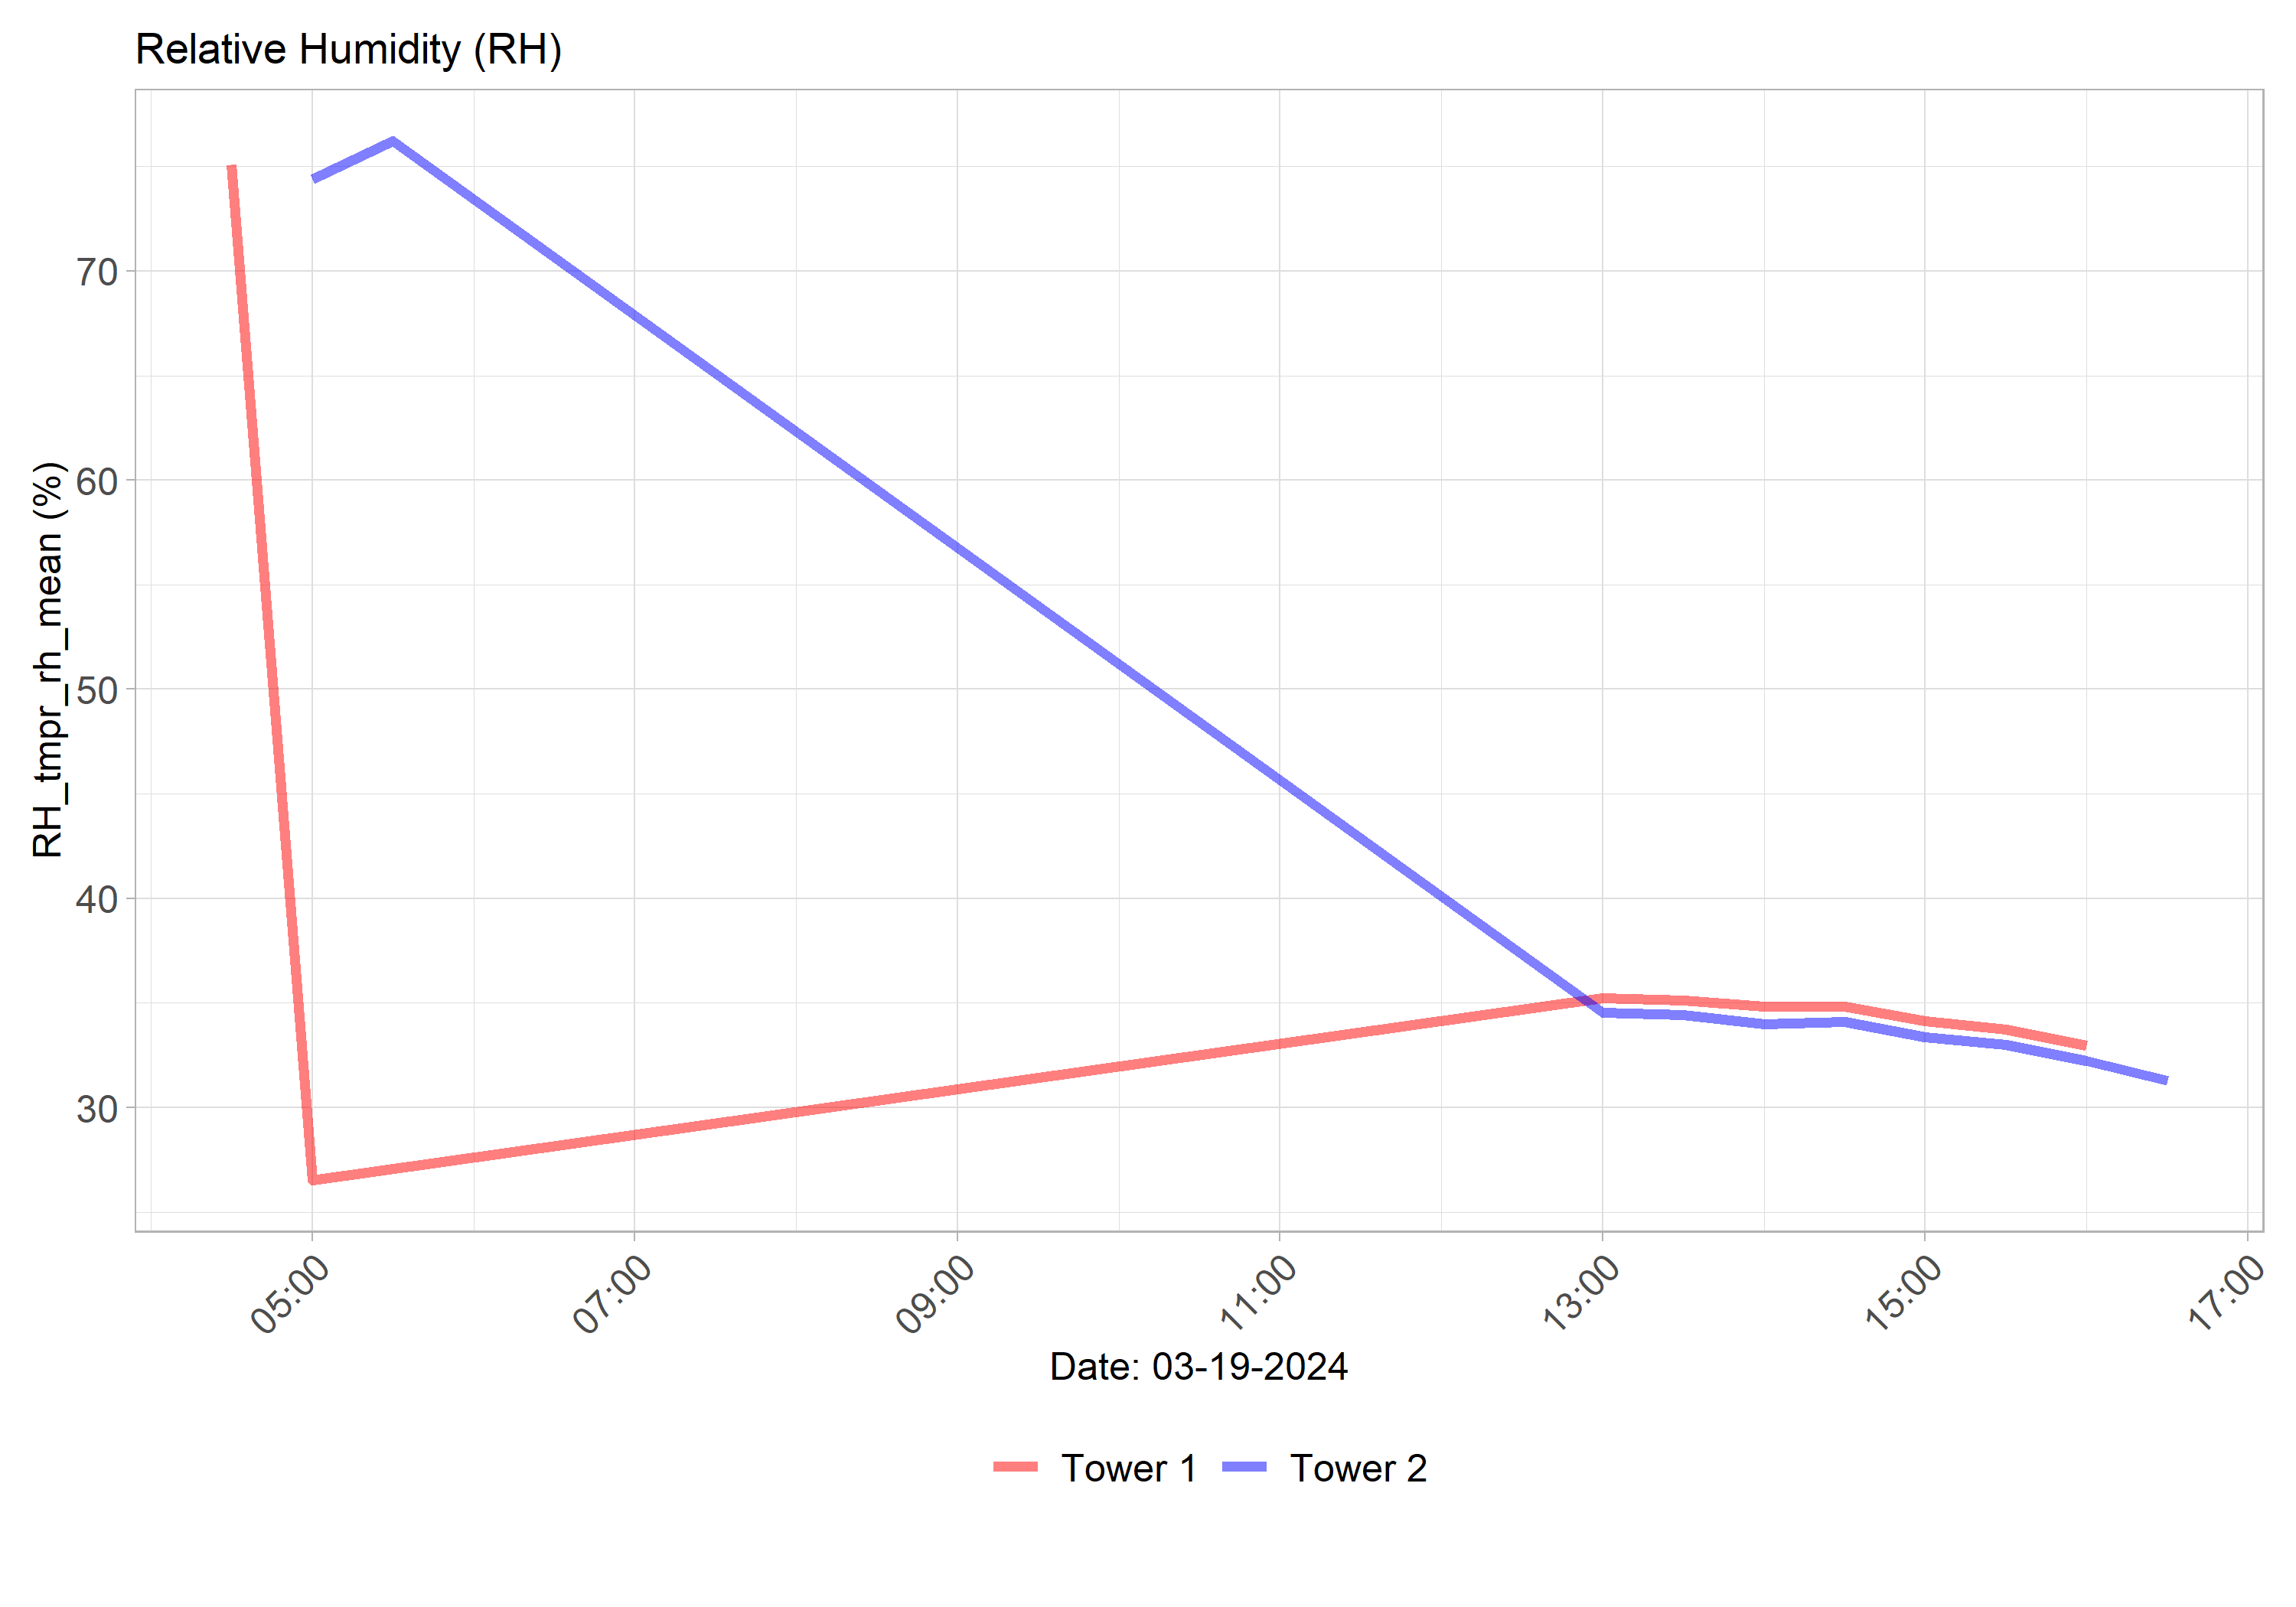 Relative Humidity (RH)
RH_tmpr_rh_mean (%)
70
60
50
40
30
05:00
07:00
09:00
11:00
13:00
15:00
17:00
Date: 03-19-2024
Tower 1
Tower 2